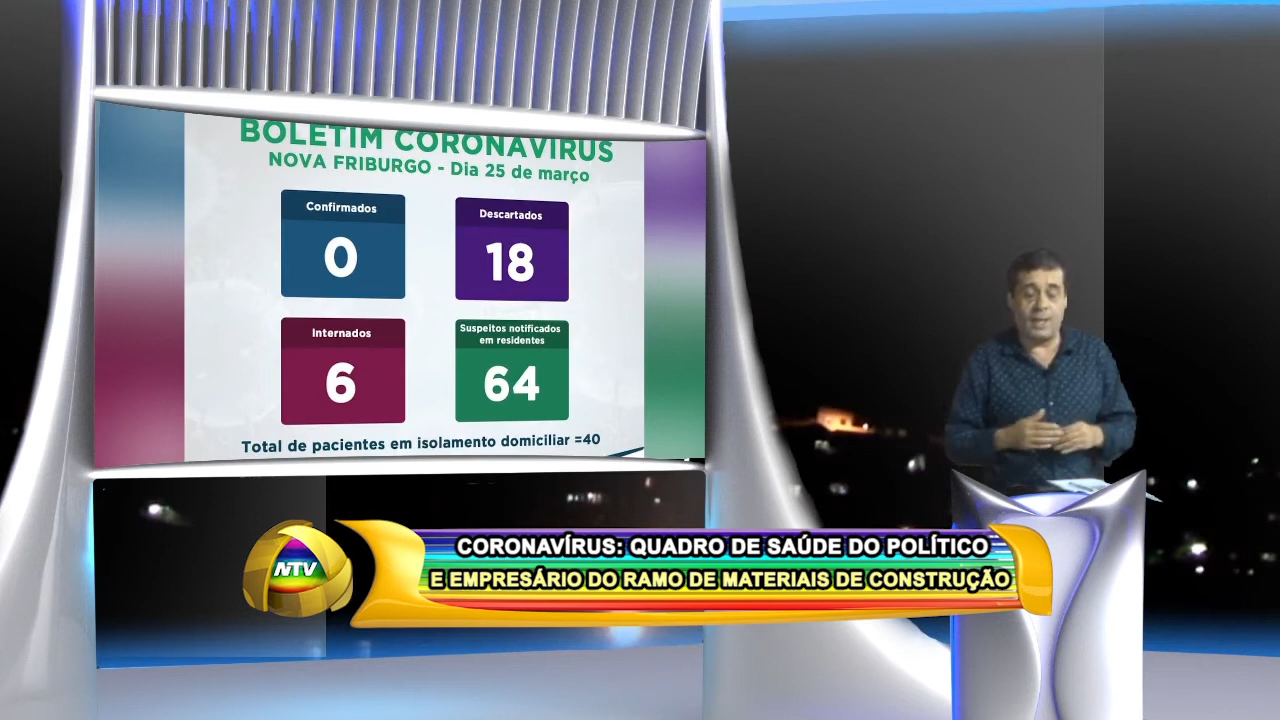 BOLETIM CORONAVÍRUS
NOVA FRIBURGO - Dia 25 de março
Confirmados
0
Descartados
18
Internados
6
Suspeitos notificados
em residentes
64
Total de pacientes em isolamento domiciliar =40
NTV
CORONAVÍRUS: QUADRO DE SAÚDE DO POLÍTICO
E EMPRESÁRIO DO RAMO DE MATERIAIS DE CONSTRUÇÃO